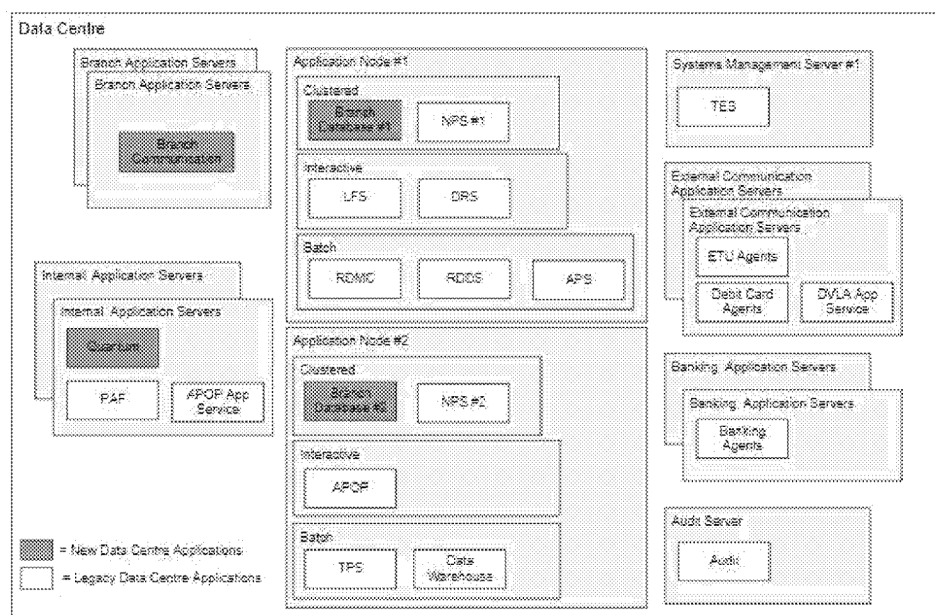 Data Centre
Branch Application Servers
Branch Application Servers
Branch
Communication
Internal Application Servers
Internal Application Servers
Quantum
PAF
APOP App
Service
= New Data Centre Applications
= Legacy Data Centre Applications
Application Node #1
Clustered
Branch
Database #1
NPS #1
Interactive
LFS
DRS
Batch
RDMC
RDDS
APS
Application Node #2
Clustered
Branch
Database #2
NPS #2
Interactive
APOP
Batch
TPS
Data
Warehouse
Systems Management Server #1
TES
External Communication
Application Servers
External Communication
Application Servers
ETU Agents
Debit Card
Agents
DVLA App
Service
Banking Application Servers
Banking Application Servers
Banking
Agents
Audit Server
Audit